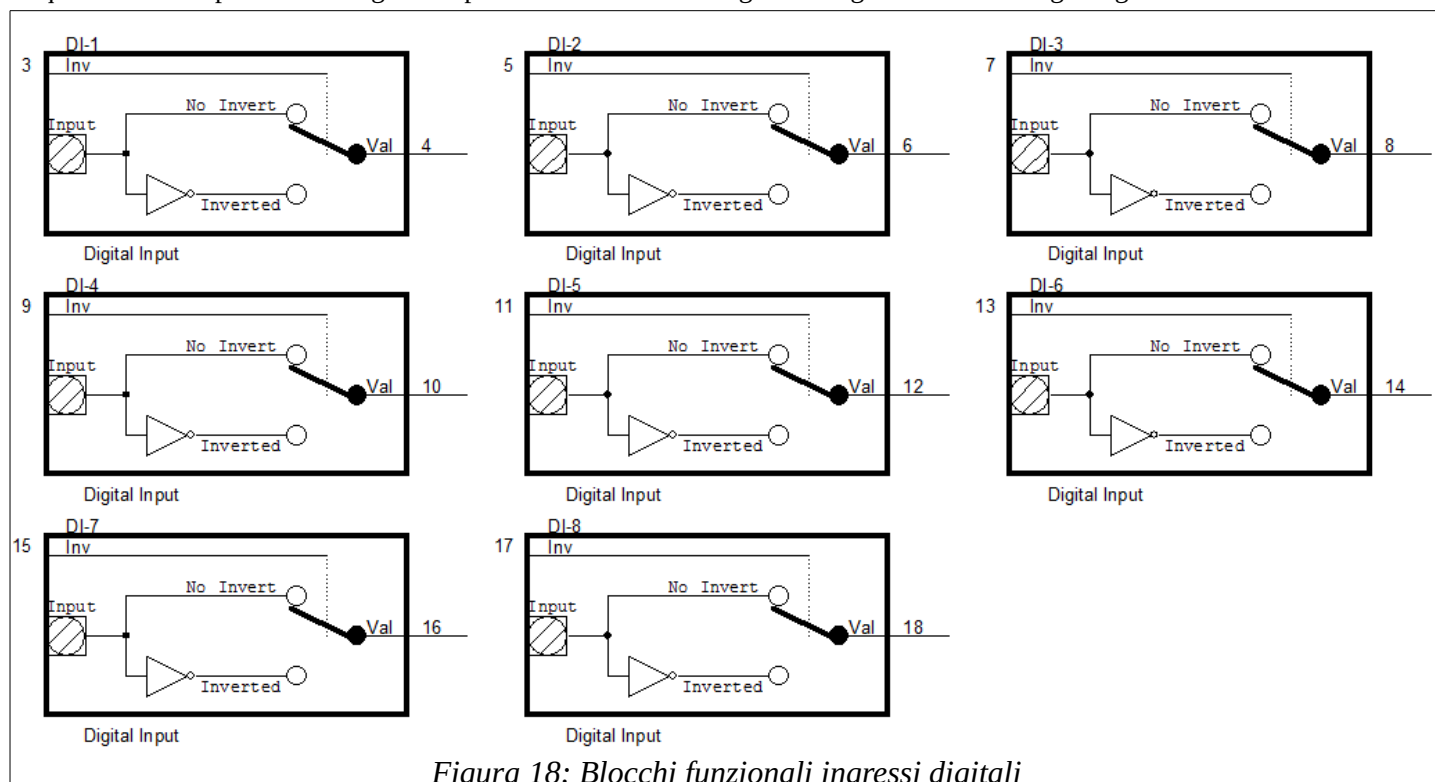 DI-1 DI-2 DI-3
3 Inv 5 Inv 7 Inv
No Invert No Invert No Invert
Input Val 4 Input Val 6 Input Val 8
Inverted Inverted Inverted
Digital Input Digital Input Digital Input
DI-4 DI-5 DI-6
9 Inv 11 Inv 13 Inv
No Invert No Invert No Invert
Input Val 10 Input Val 12 Input Val 14
Inverted Inverted Inverted
Digital Input Digital Input Digital Input
DI-7 DI-8
15 Inv 17 Inv
No Invert No Invert
Input Val 16 Input Val 18
Inverted Inverted
Digital Input Digital Input
Figura 18: Blocchi funzionali ingressi digitali